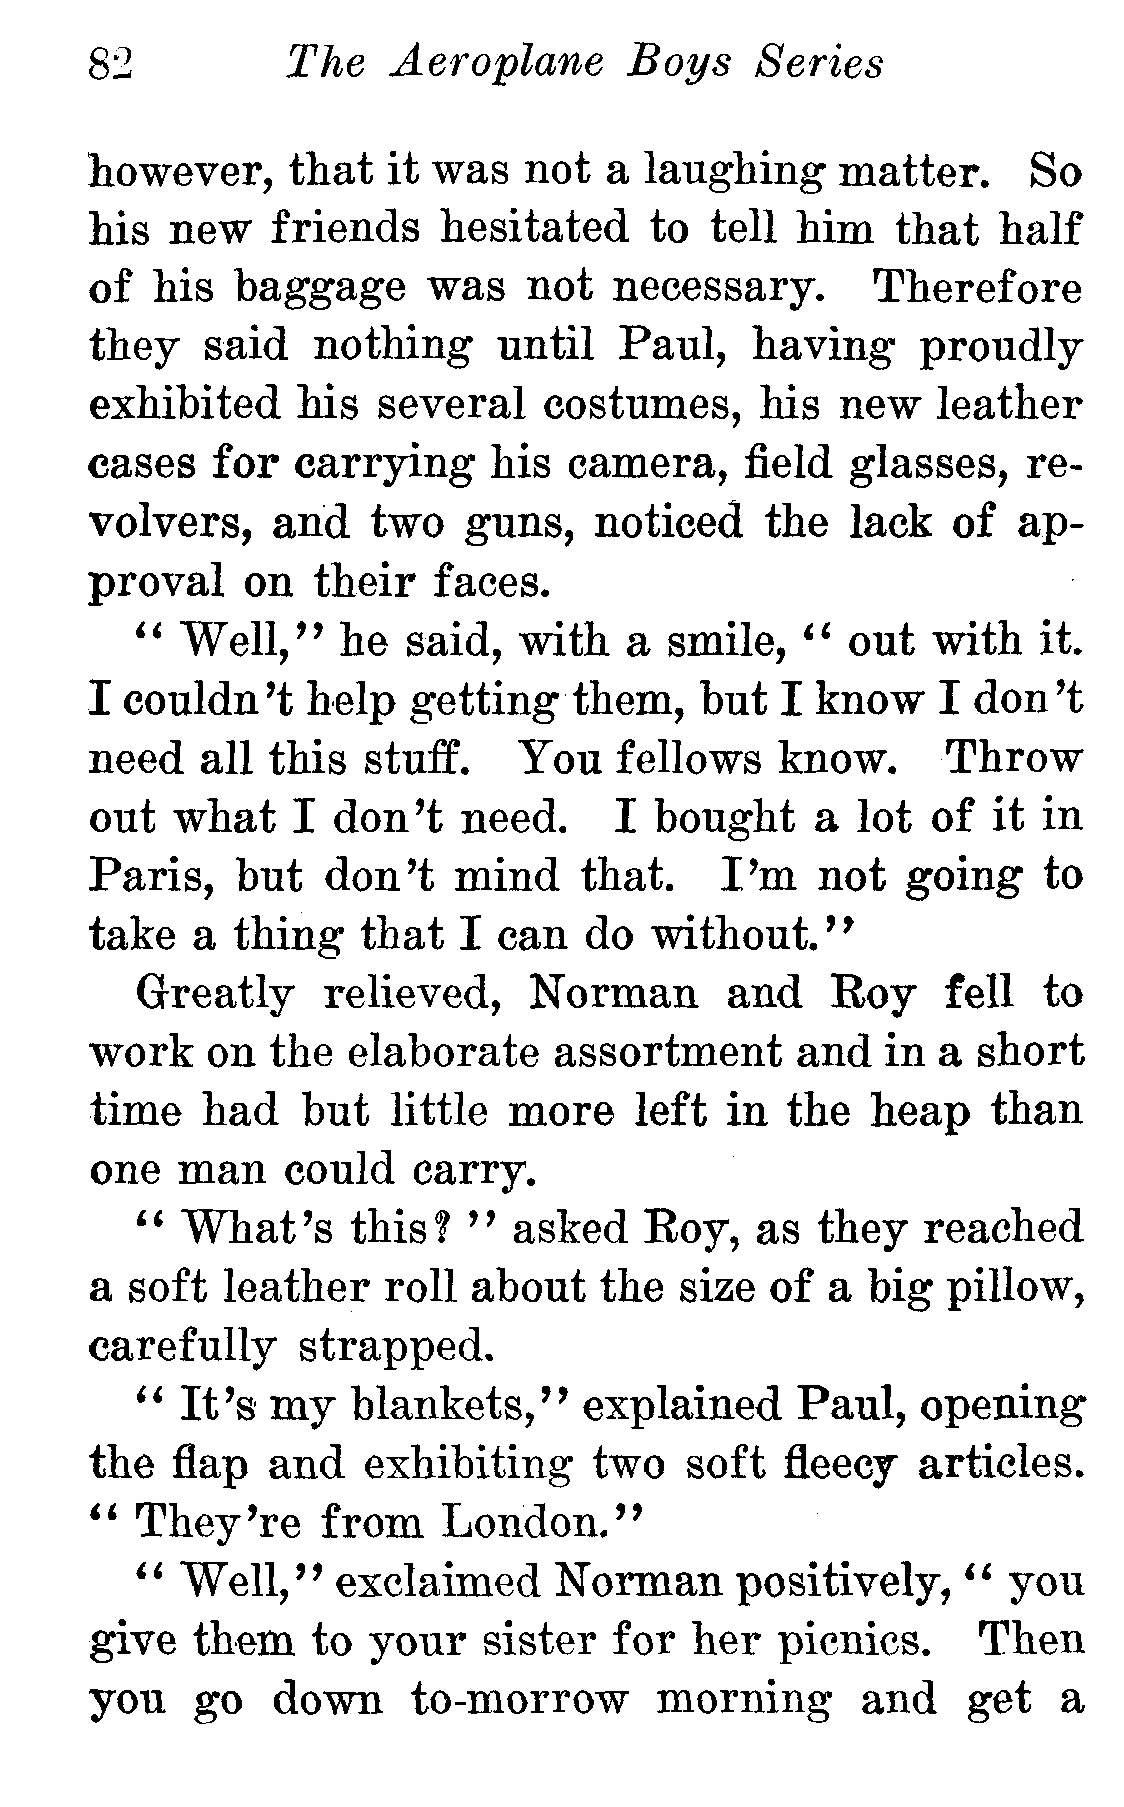 82 The Aeroplane Boys Series
however, that it was not a laughing matter. So
his new friends hesitated to tell him that half
of his baggage was not necessary. Therefore
they said nothing until Paul, having proudly
exhibited his several costumes, his new leather
cases for carrying his camera, field glasses, re-
volvers, and two guns, noticed the lack of ap-
proval on their faces.
“ Well,” he said, with a smile, “ out with it.
I couldn't help getting them, but I know I don't
need all this stuff. You fellows know. Throw
out what I don't need. I bought a lot of it in
Paris, but don't mind that. I'm not going to
take a thing that I can do without.”
Greatly relieved, Norman and Roy fell to
work on the elaborate assortment and in a short
time had but little more left in the heap than
one man could carry.
“ What's this? ” asked Roy, as they reached
a soft leather roll about the size of a big pillow,
carefully strapped.
“ It's my blankets,” explained Paul, opening
the flap and exhibiting two soft fleecy articles.
“ They're from London.”
“ Well,” exclaimed Norman positively, “ you
give them to your sister for her picnics. Then
you go down to-morrow morning and get a